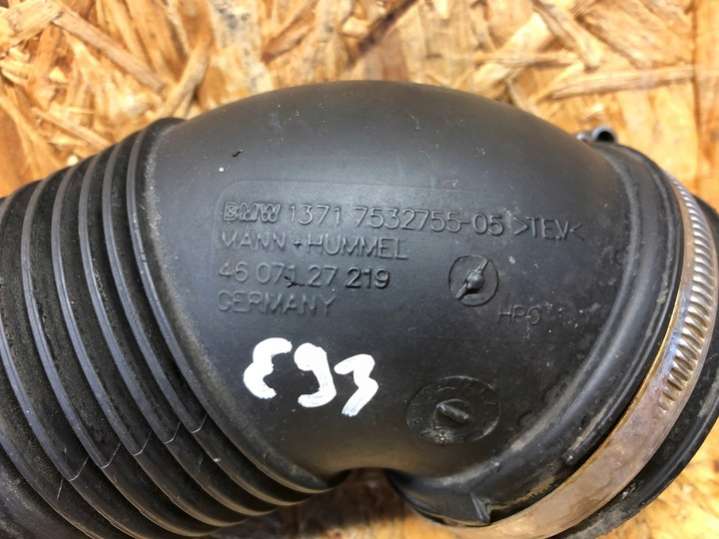 BMW 1371 7532755-05 >TEV<
MANN+HUMMEL
46 071.27 219
GERMANY
E93